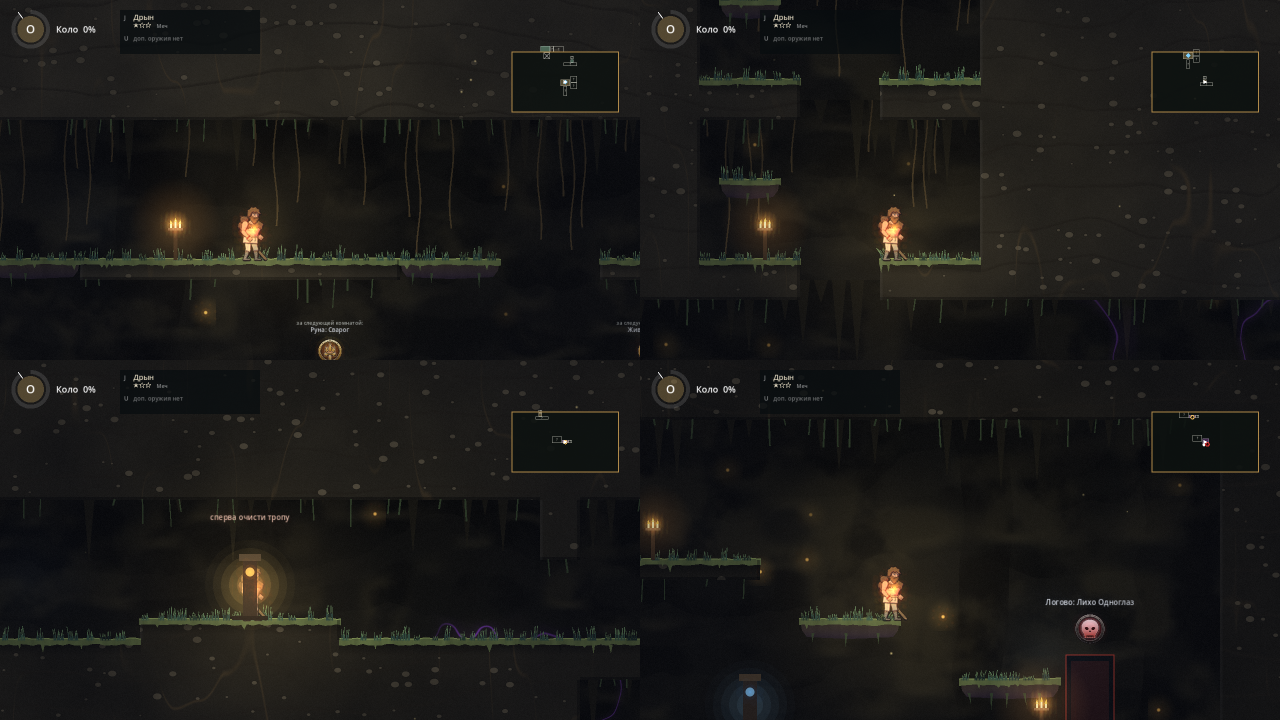 О
Коло 0%
J Дрын
Меч
U доп. оружия нет
за следующей комнатой:
Руна: Сварог
О
Коло 0%
Дрын
Меч
U доп. оружия нет
О
Коло 0%
J Дрын
Меч
U доп. оружия нет
сперва очисти тропу
О
Коло 0%
J Дрын
Меч
U доп. оружия нет
Логово: Лихо Одноглаз